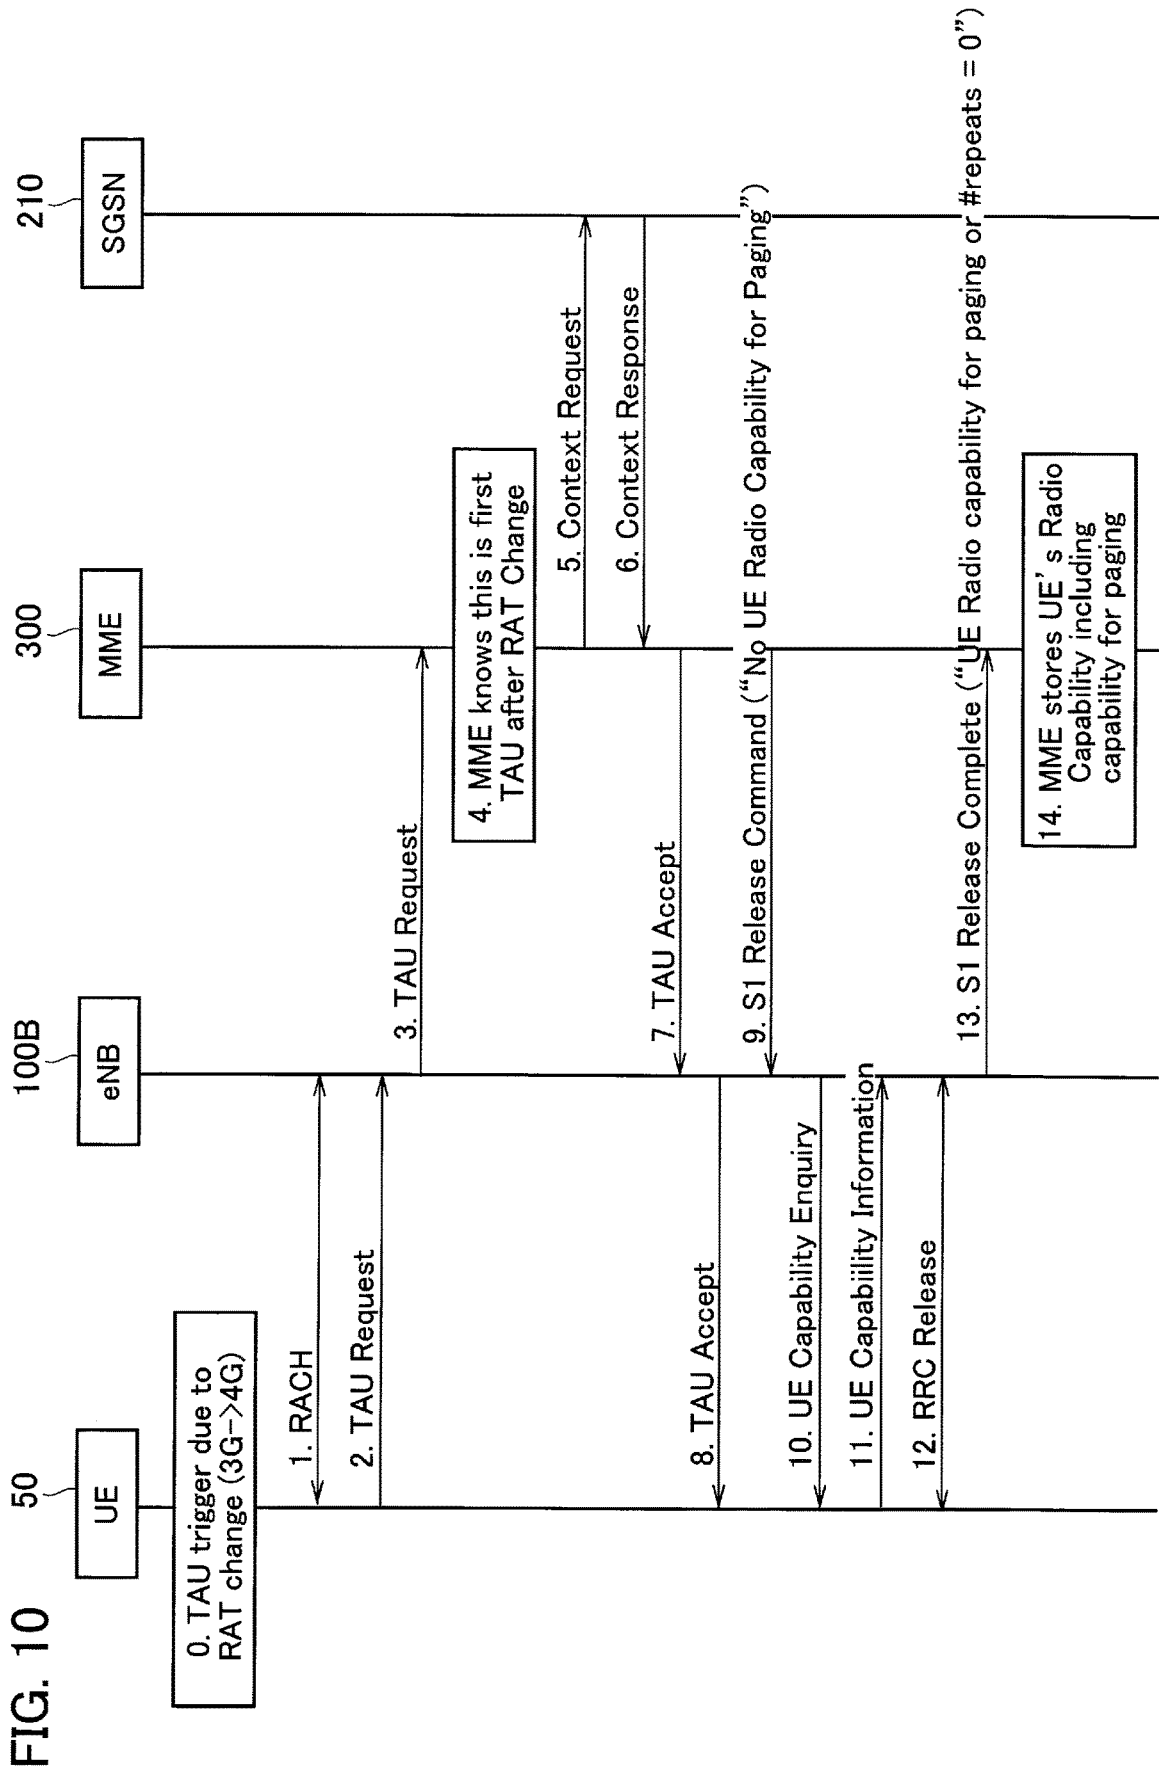 FIG. 10
50
UE
100B
eNB
300
MME
210
SGSN
0. TAU trigger due to
RAT change (3G->4G)
1. RACH
2. TAU Request
3. TAU Request
4. MME knows this is first
TAU after RAT Change
5. Context Request
6. Context Response
7. TAU Accept
8. TAU Accept
9. S1 Release Command (“No UE Radio Capability for Paging”)
10. UE Capability Enquiry
11. UE Capabiility Information
12. RRC Release
13. S1 Release Complete (“UE Radio capability for paging or #repeats = 0”)
14. MME stores UE’s Radio
Capability including
capability for paging